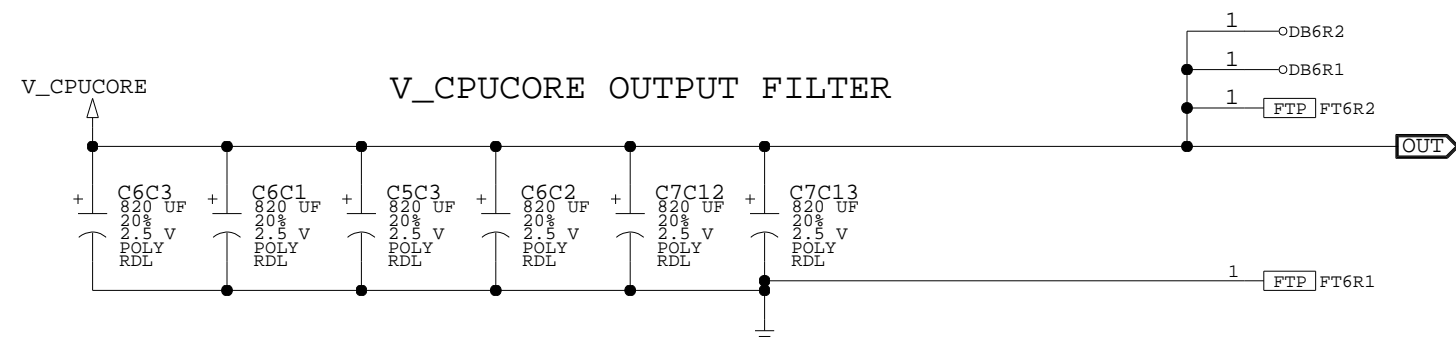 1
DB6R2
1
DB6R1
V_CPUCORE
V_CPUCORE OUTPUT FILTER
1
FTP FT6R2
OUT
+ C6C3
820 UF
20%
2.5 V
POLY
RDL
+ C6C1
820 UF
20%
2.5 V
POLY
RDL
+ C5C3
820 UF
20%
2.5 V
POLY
RDL
+ C6C2
820 UF
20%
2.5 V
POLY
RDL
+ C7C12
820 UF
20%
2.5 V
POLY
RDL
+ C7C13
820 UF
20%
2.5 V
POLY
RDL
1
FTP FT6R1